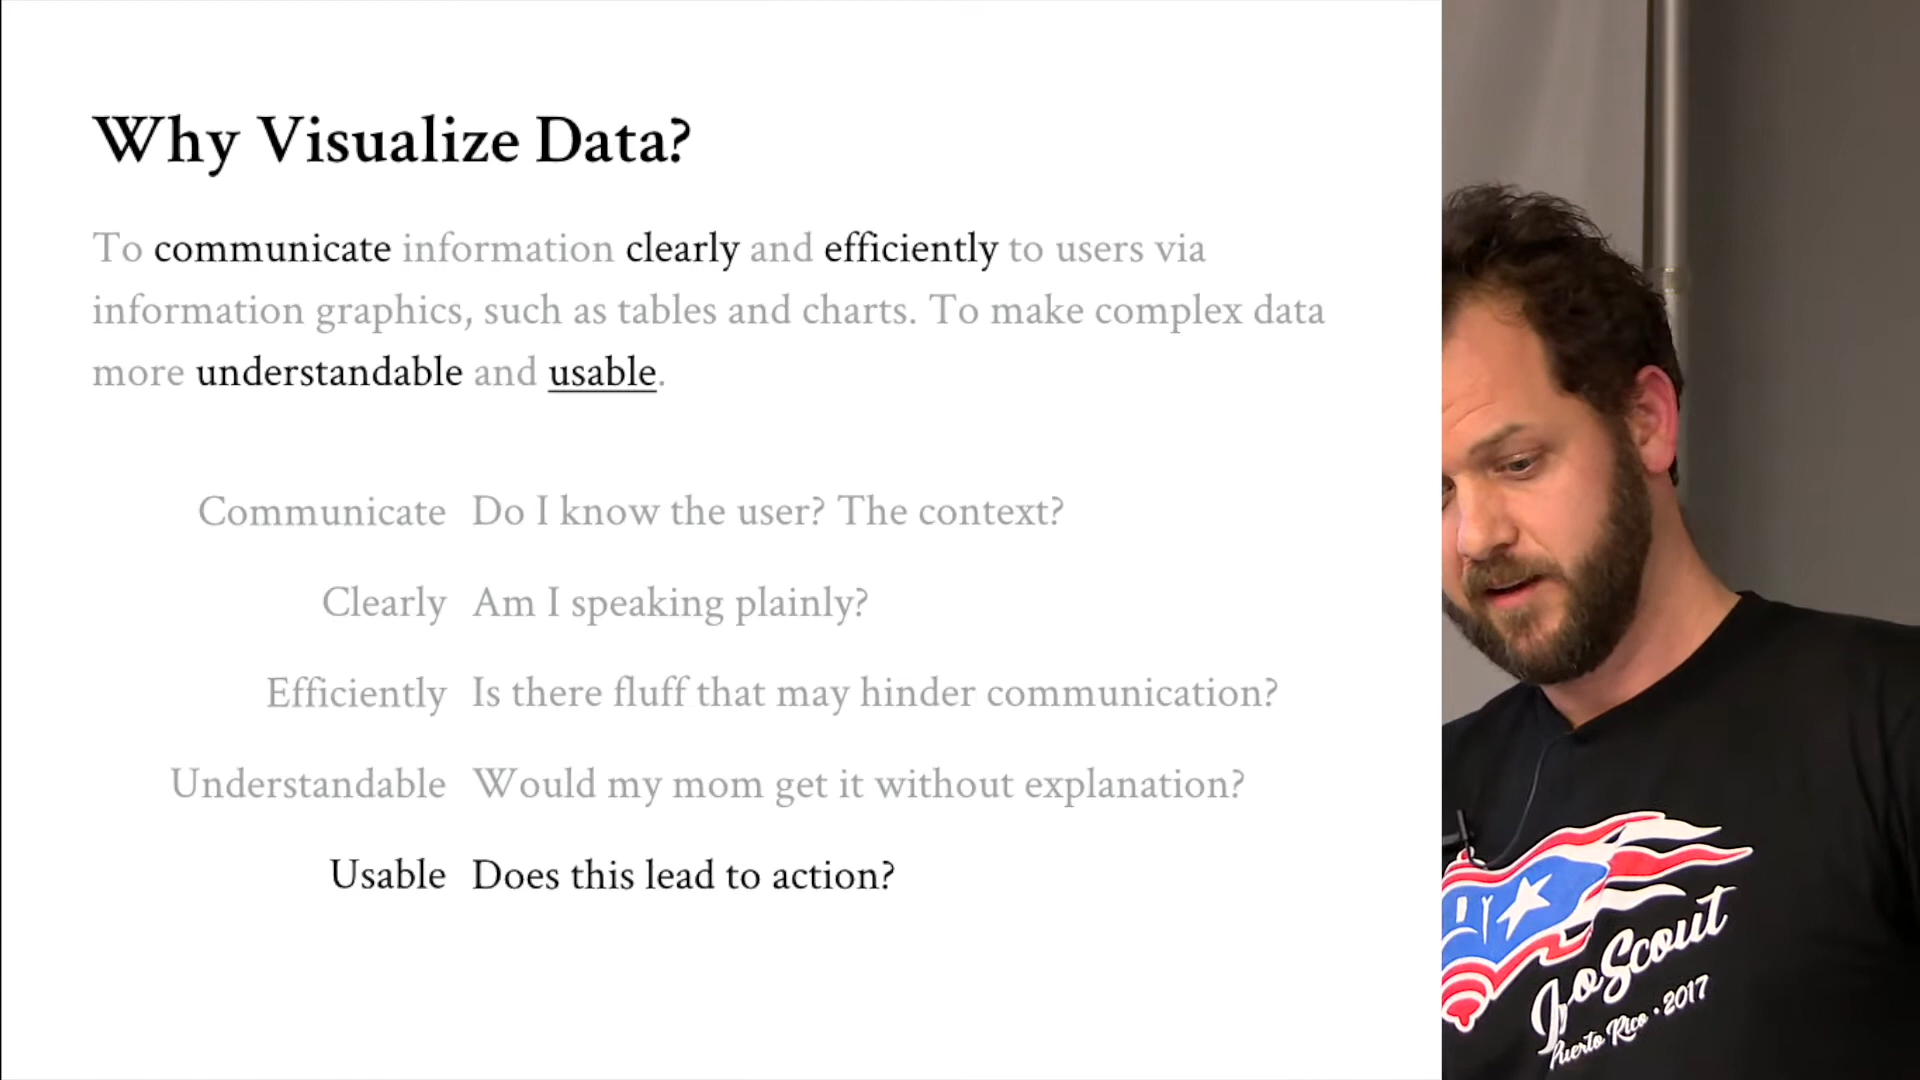 Why Visualize Data?
To communicate information clearly and efficiently to users via
information graphics, such as tables and charts. To make complex data
more understandable and usable.
Communicate Do I know the user? The context?
Clearly Am I speaking plainly?
Efficiently Is there fluff that may hinder communication?
Understandable Would my mom get it without explanation?
Usable Does this lead to action?
Scout
Puerto Rico · 2017